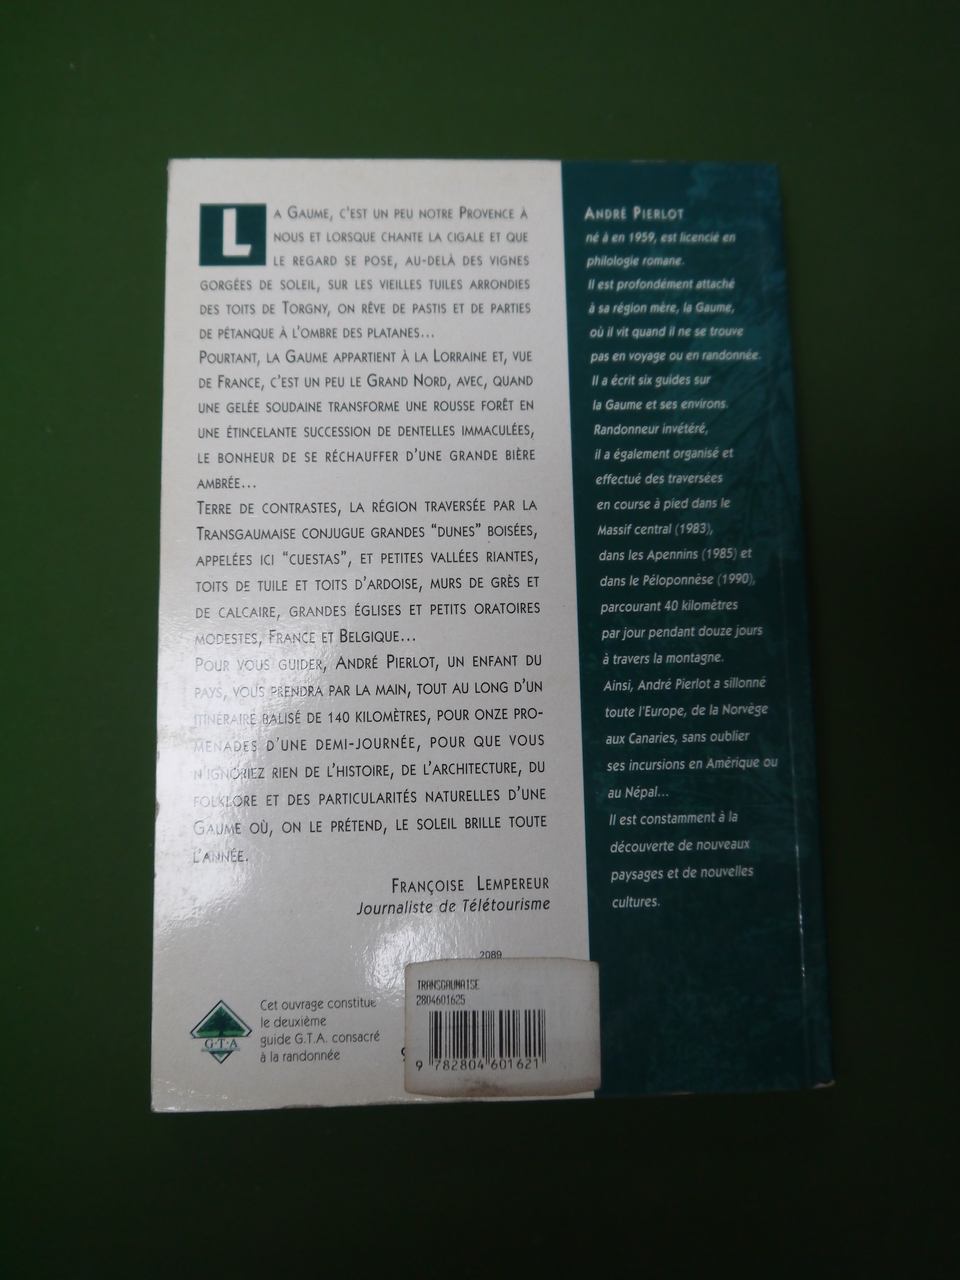 LA GAUME, C'EST UN PEU NOTRE PROVENCE À
NOUS ET LORSQUE CHANTE LA CIGALE ET QUE
LE REGARD SE POSE, AU-DELÀ DES VIGNES
GORGÉES DE SOLEIL, SUR LES VIEILLES TUILES ARRONDIES
DES TOITS DE TORGNY, ON RÊVE DE PASTIS ET DE PARTIES
DE PÉTANQUE À L'OMBRE DES PLATANES...
POURTANT, LA GAUME APPARTIENT À LA LORRAINE ET, VUE
DE FRANCE, C'EST UN PEU LE GRAND NORD, AVEC, QUAND
UNE GELÉE SOUDAINE TRANSFORME UNE ROUSSE FORÊT EN
UNE ÉTINCELANTE SUCCESSION DE DENTELLES IMMACULÉES,
LE BONHEUR DE SE RÉCHAUFFER D'UNE GRANDE BIÈRE
AMBRÉE...
TERRE DE CONTRASTES, LA RÉGION TRAVERSÉE PAR LA
TRANSGAUMAISE CONJUGUE GRANDES "DUNES" BOISÉES,
APPELÉES ICI "CUESTAS", ET PETITES VALLÉES RIANTES,
TOITS DE TUILE ET TOITS D'ARDOISE, MURS DE GRÈS ET
DE CALCAIRE, GRANDES ÉGLISES ET PETITS ORATOIRES
MODESTES, FRANCE ET BELGIQUE...
POUR VOUS GUIDER, ANDRÉ PIERLOT, UN ENFANT DU
PAYS, VOUS PRENDRA PAR LA MAIN, TOUT AU LONG D'UN
ITINÉRAIRE BALISÉ DE 140 KILOMÈTRES, POUR ONZE PRO-
MENADES D'UNE DEMI-JOURNÉE, POUR QUE VOUS
N'IGNORIEZ RIEN DE L'HISTOIRE, DE L'ARCHITECTURE, DU
FOLKLORE ET DES PARTICULARITÉS NATURELLES D'UNE
GAUME OÙ, ON LE PRÉTEND, LE SOLEIL BRILLE TOUTE
L'ANNÉE.
FRANÇOISE LEMPEREUR
Journaliste de Télétourisme
2089
G.T.A
Cet ouvrage constitue
le deuxième
guide G.T.A. consacré
à la randonnée
TRANSGAUMAISE
2804601625
9 782804 601621
ANDRÉ PIERLOT
né à en 1959, est licencié en
philologie romane.
Il est profondément attaché
à sa région mère, la Gaume,
où il vit quand il ne se trouve
pas en voyage ou en randonnée.
Il a écrit six guides sur
la Gaume et ses environs.
Randonneur invétéré,
il a également organisé et
effectué des traversées
en course à pied dans le
Massif central (1983),
dans les Apennins (1985) et
dans le Péloponnèse (1990),
parcourant 40 kilomètres
par jour pendant douze jours
à travers la montagne.
Ainsi, André Pierlot a sillonné
toute l'Europe, de la Norvège
aux Canaries, sans oublier
ses incursions en Amérique ou
au Népal...
Il est constamment à la
découverte de nouveaux
paysages et de nouvelles
cultures.